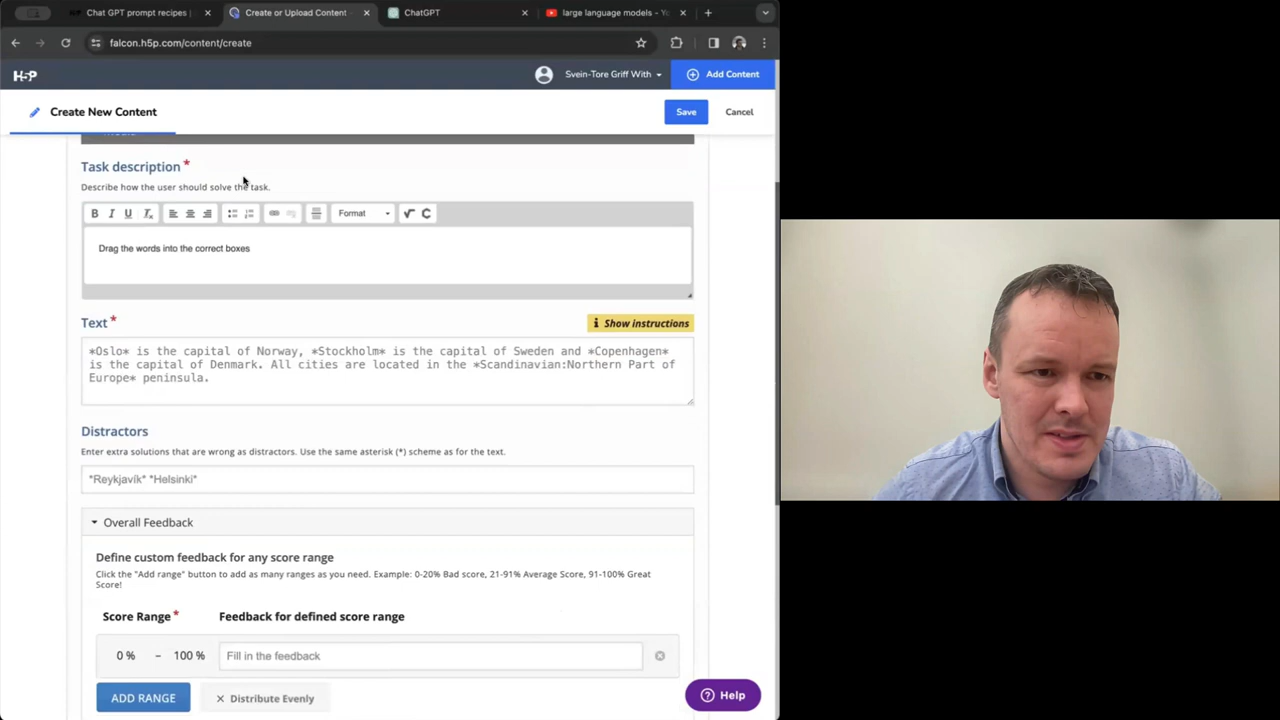 Chat GPT prompt recipes
Create or Upload Content
ChatGPT
large language models - Yo
falcon.h5p.com/content/create
H5P
Svein-Tore Griff With
Add Content
Create New Content
Save
Cancel
Task description *
Describe how the user should solve the task.
B I U Tx
Format
Drag the words into the correct boxes
Text *
Show instructions
*Oslo* is the capital of Norway, *Stockholm* is the capital of Sweden and *Copenhagen*
is the capital of Denmark. All cities are located in the *Scandinavian:Northern Part of
Europe* peninsula.
Distractors
Enter extra solutions that are wrong as distractors. Use the same asterisk (*) scheme as for the text.
*Reykjavík* *Helsinki*
Overall Feedback
Define custom feedback for any score range
Click the "Add range" button to add as many ranges as you need. Example: 0-20% Bad score, 21-91% Average Score, 91-100% Great
Score!
Score Range *
Feedback for defined score range
0 % – 100 %
Fill in the feedback
ADD RANGE
Distribute Evenly
Help